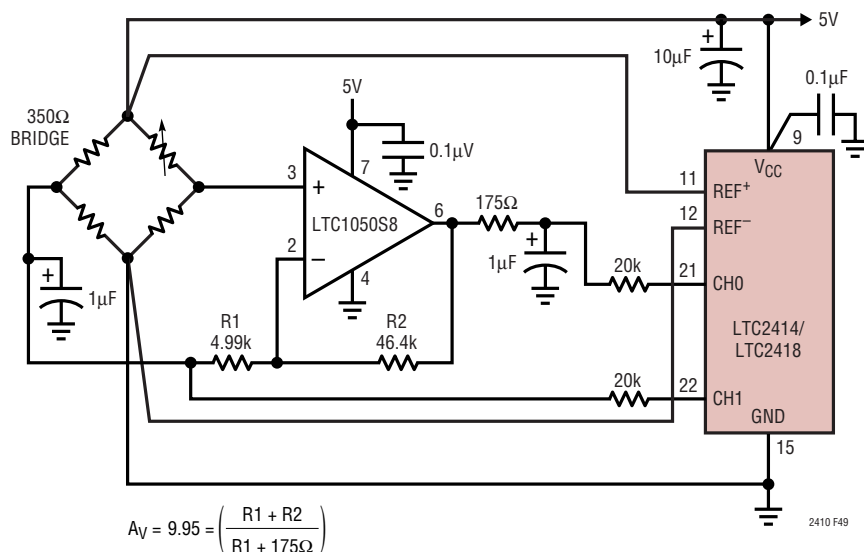 5V
10μF
0.1μF
350Ω
BRIDGE
5V
0.1μV
9
VCC
3
+
7
LTC1050S8
6
175Ω
11
REF+
12
REF−
2
−
4
+
1μF
20k
21
CH0
+
1μF
R1
4.99k
R2
46.4k
LTC2414/
LTC2418
20k
22
CH1
GND
15
AV = 9.95 = (R1 + R2 / R1 + 175Ω)
2410 F49
+